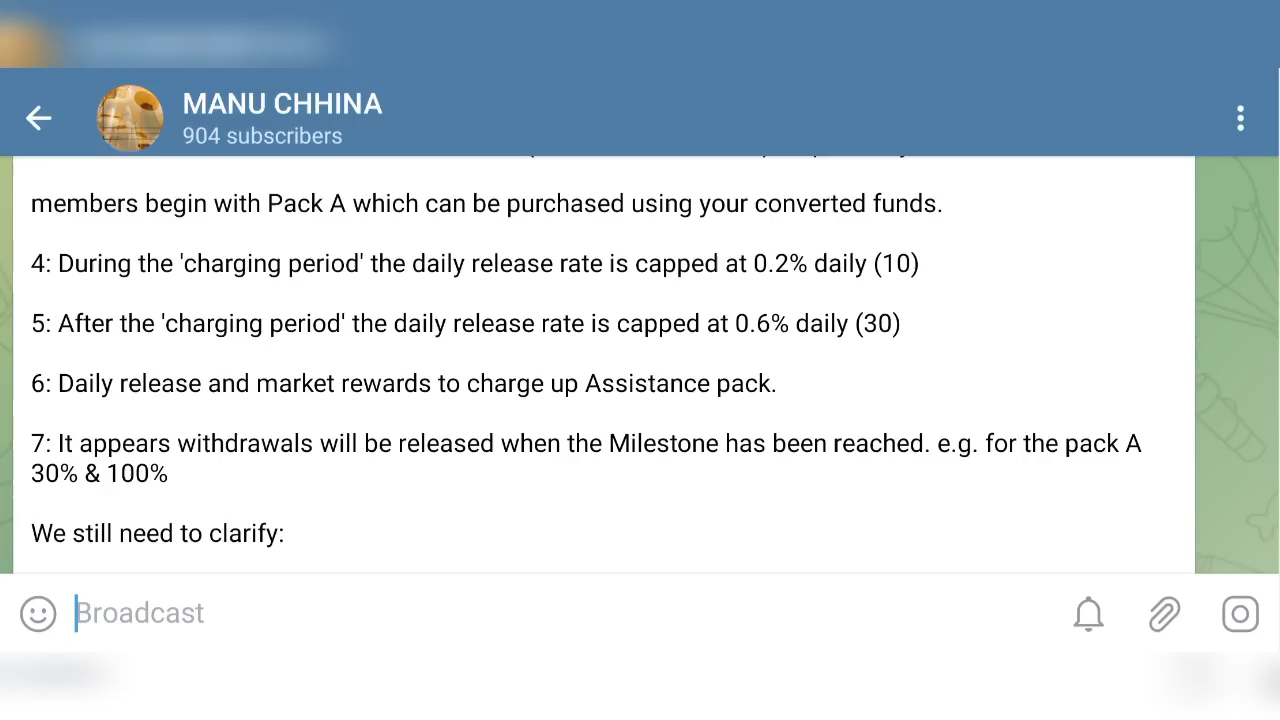 MANU CHHINA
904 subscribers
members begin with Pack A which can be purchased using your converted funds.
4: During the 'charging period' the daily release rate is capped at 0.2% daily (10)
5: After the 'charging period' the daily release rate is capped at 0.6% daily (30)
6: Daily release and market rewards to charge up Assistance pack.
7: It appears withdrawals will be released when the Milestone has been reached. e.g. for the pack A
30% & 100%
We still need to clarify:
Broadcast